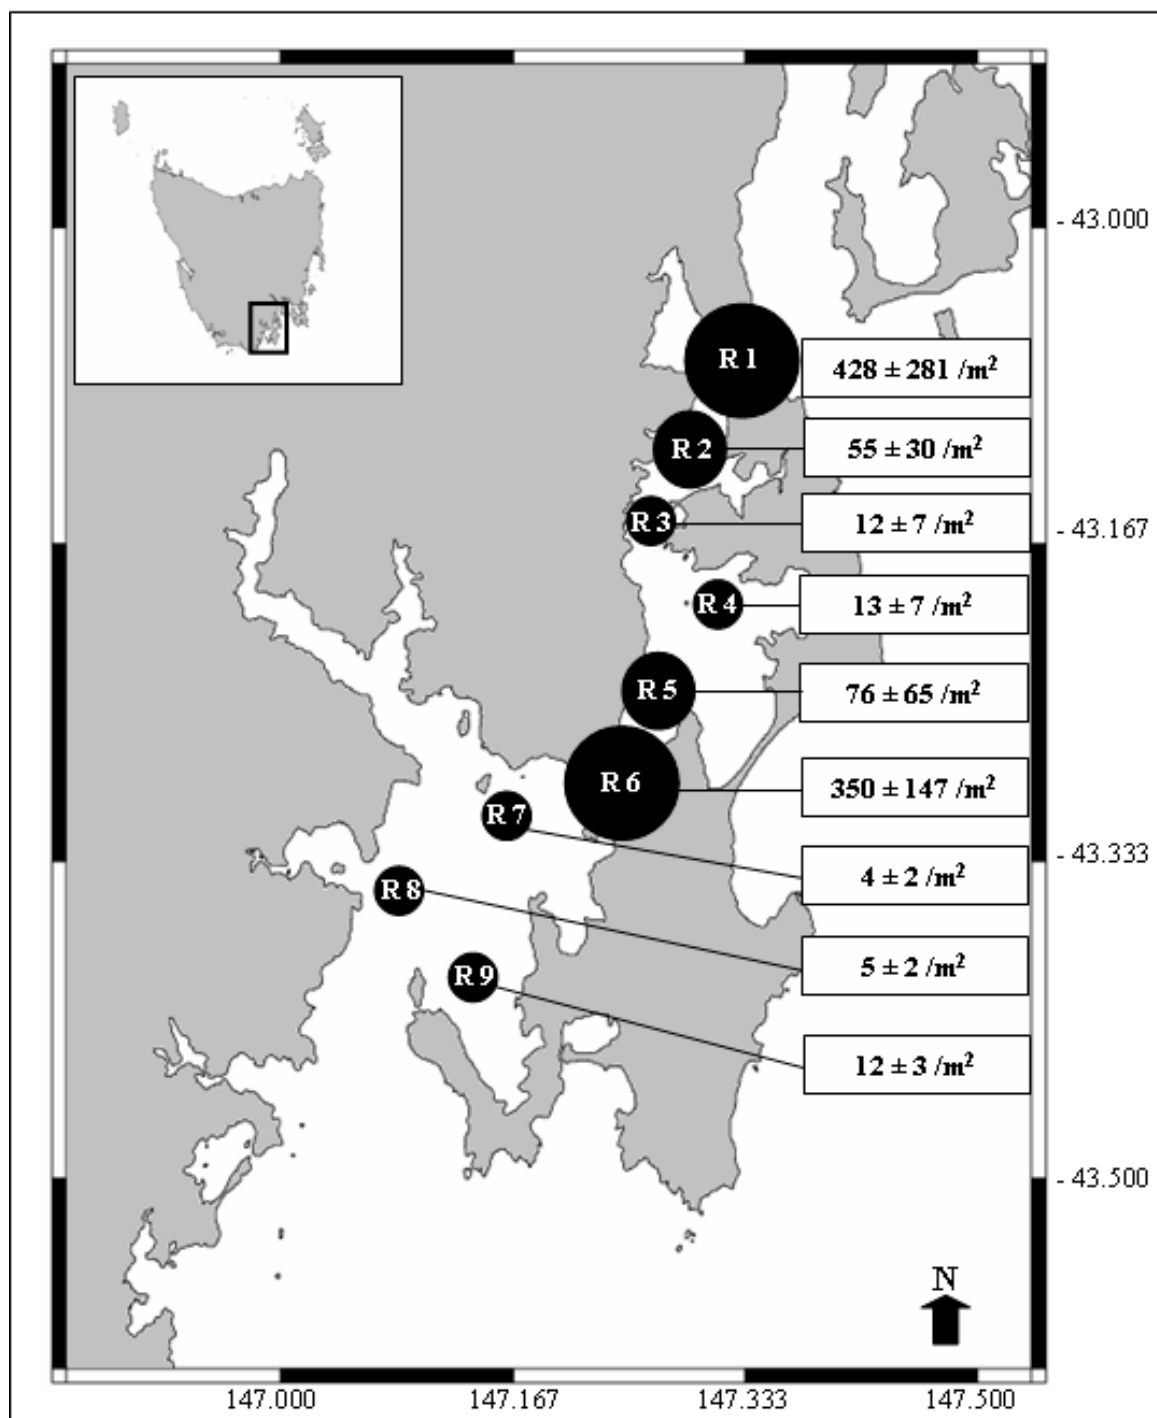 - 43.000
R 1
428 ± 281 /m²
R 2
55 ± 30 /m²
R 3
12 ± 7 /m²
- 43.167
R 4
13 ± 7 /m²
R 5
76 ± 65 /m²
R 6
350 ± 147 /m²
R 7
4 ± 2 /m²
- 43.333
R 8
5 ± 2 /m²
R 9
12 ± 3 /m²
- 43.500
N
147.000
147.167
147.333
147.500